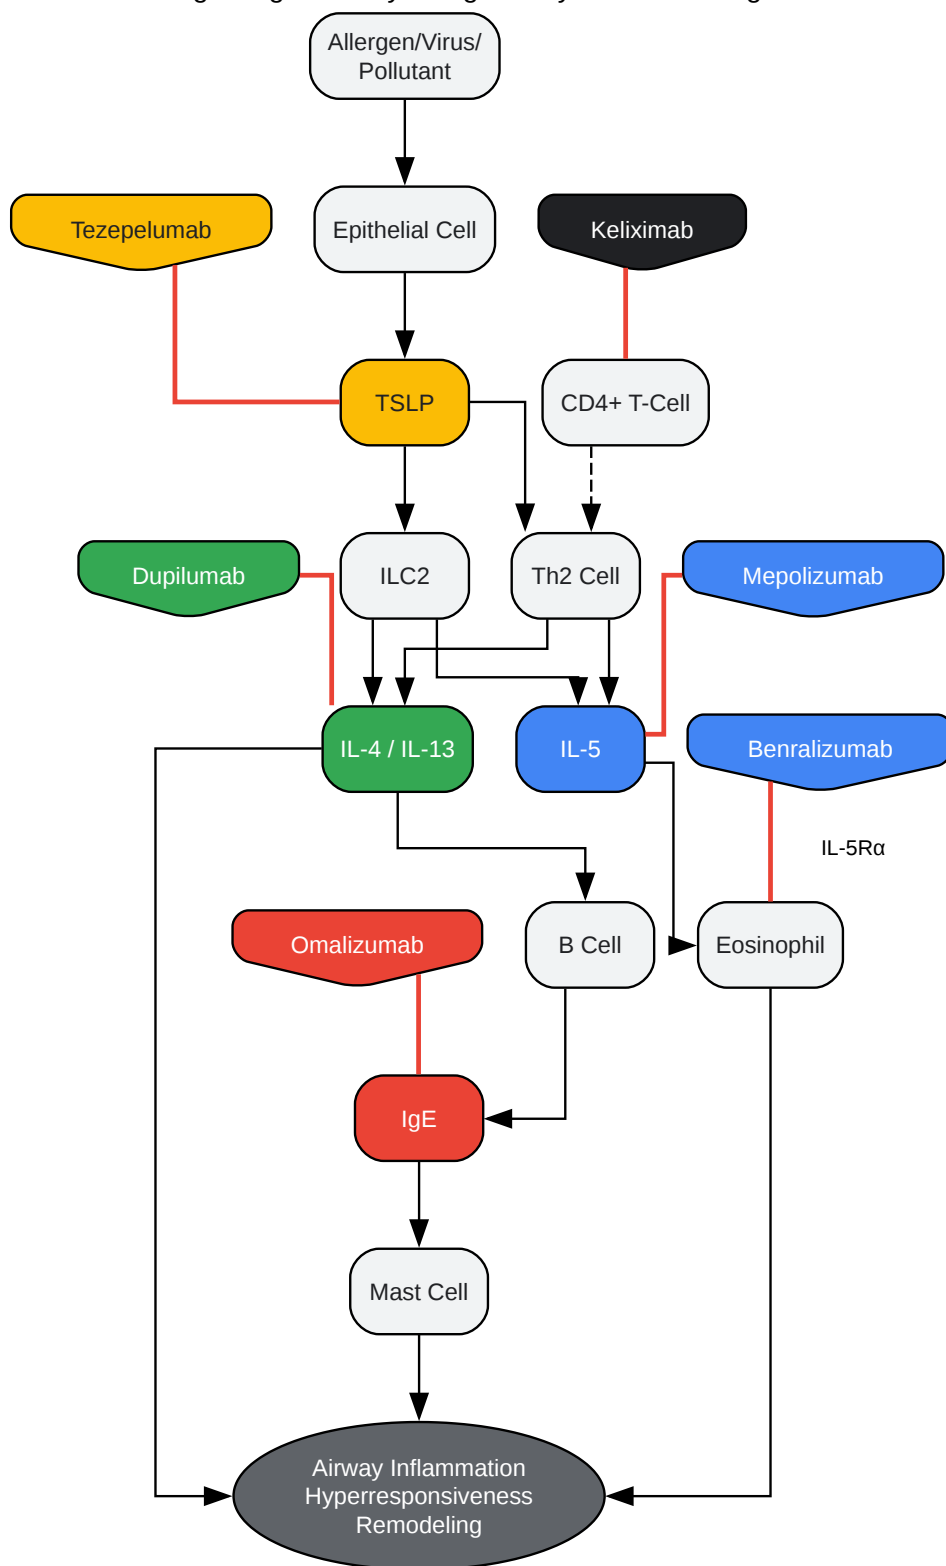 Allergen/Virus/
Pollutant
Tezepelumab
Epithelial Cell
Keliximab
TSLP
CD4+ T-Cell
Dupilumab
ILC2
Th2 Cell
Mepolizumab
IL-4 / IL-13
IL-5
Benralizumab
IL-5Rα
Omalizumab
B Cell
Eosinophil
IgE
Mast Cell
Airway Inflammation
Hyperresponsiveness
Remodeling